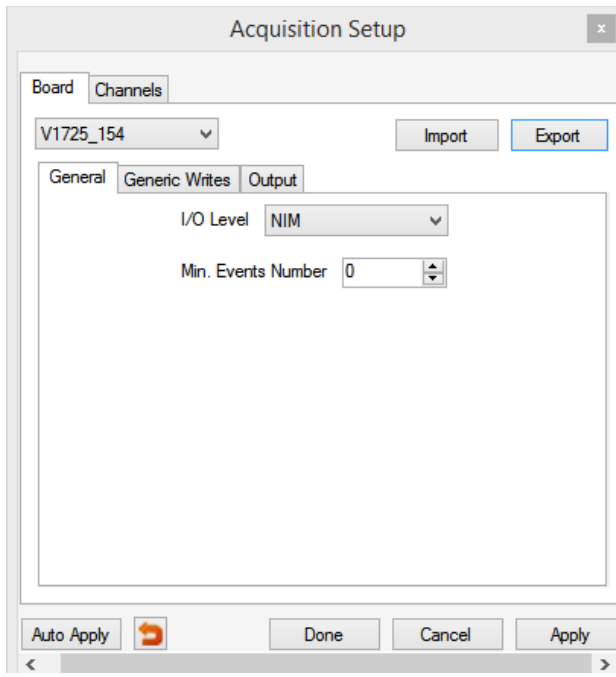 Acquisition Setup
x
Board Channels
V1725_154 Import Export
General Generic Writes Output
I/O Level NIM
Min. Events Number 0
Auto Apply Done Cancel Apply